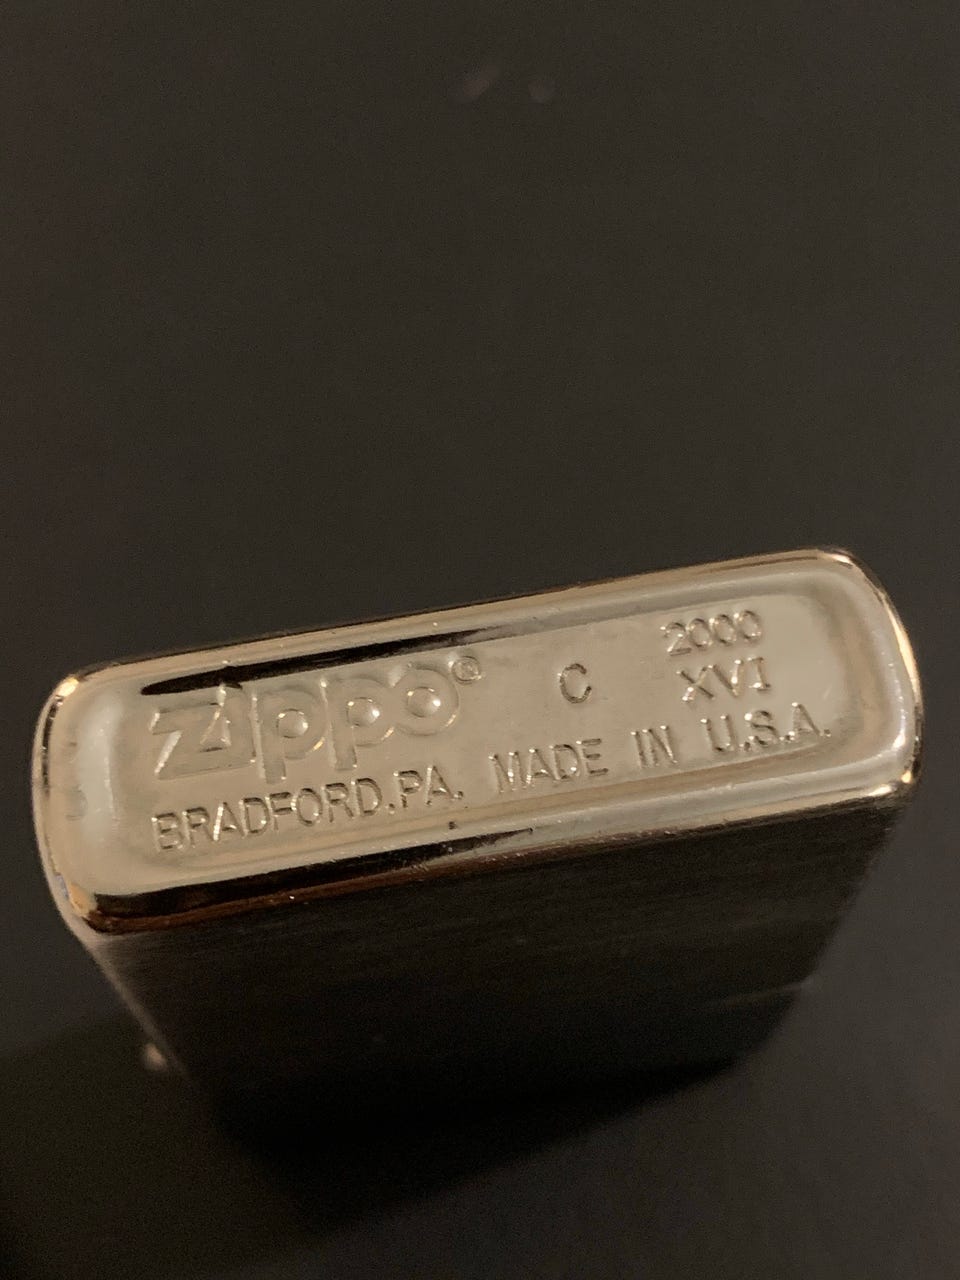 Zippo® C 2000
XVI
BRADFORD.PA. MADE IN U.S.A.